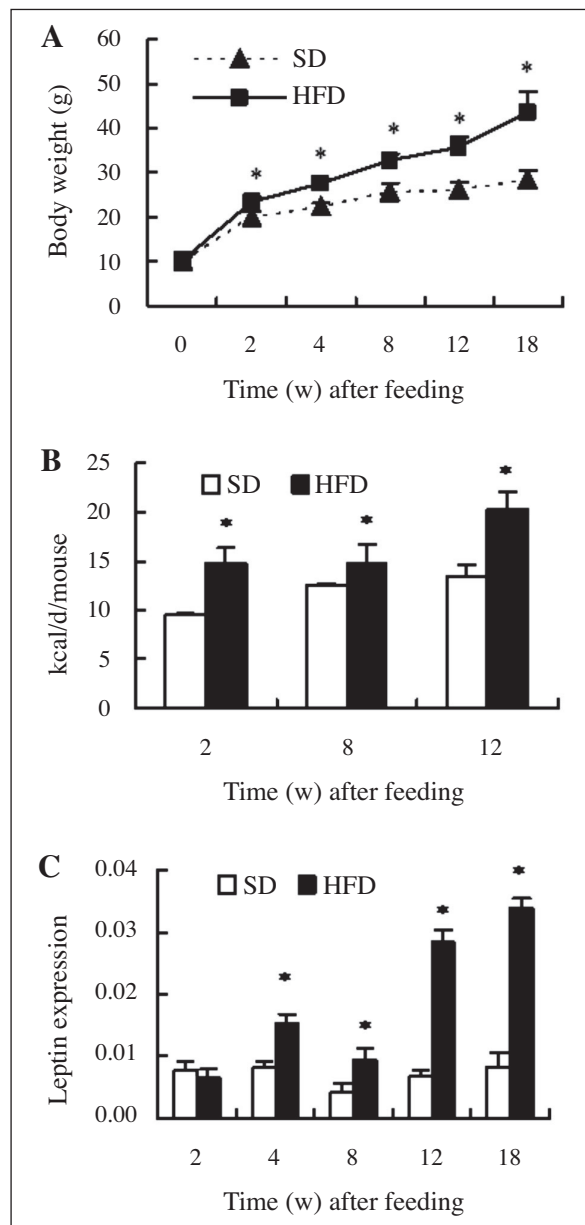 A
SD
HFD
Body weight (g)
60
50
40
30
20
10
0
* * * * *
0 2 4 8 12 18
Time (w) after feeding
B
SD HFD
kcal/d/mouse
25
20
15
10
5
0
* * *
2 8 12
Time (w) after feeding
C
SD HFD
Leptin expression
0.04
0.03
0.02
0.01
0.00
* * * *
2 4 8 12 18
Time (w) after feeding